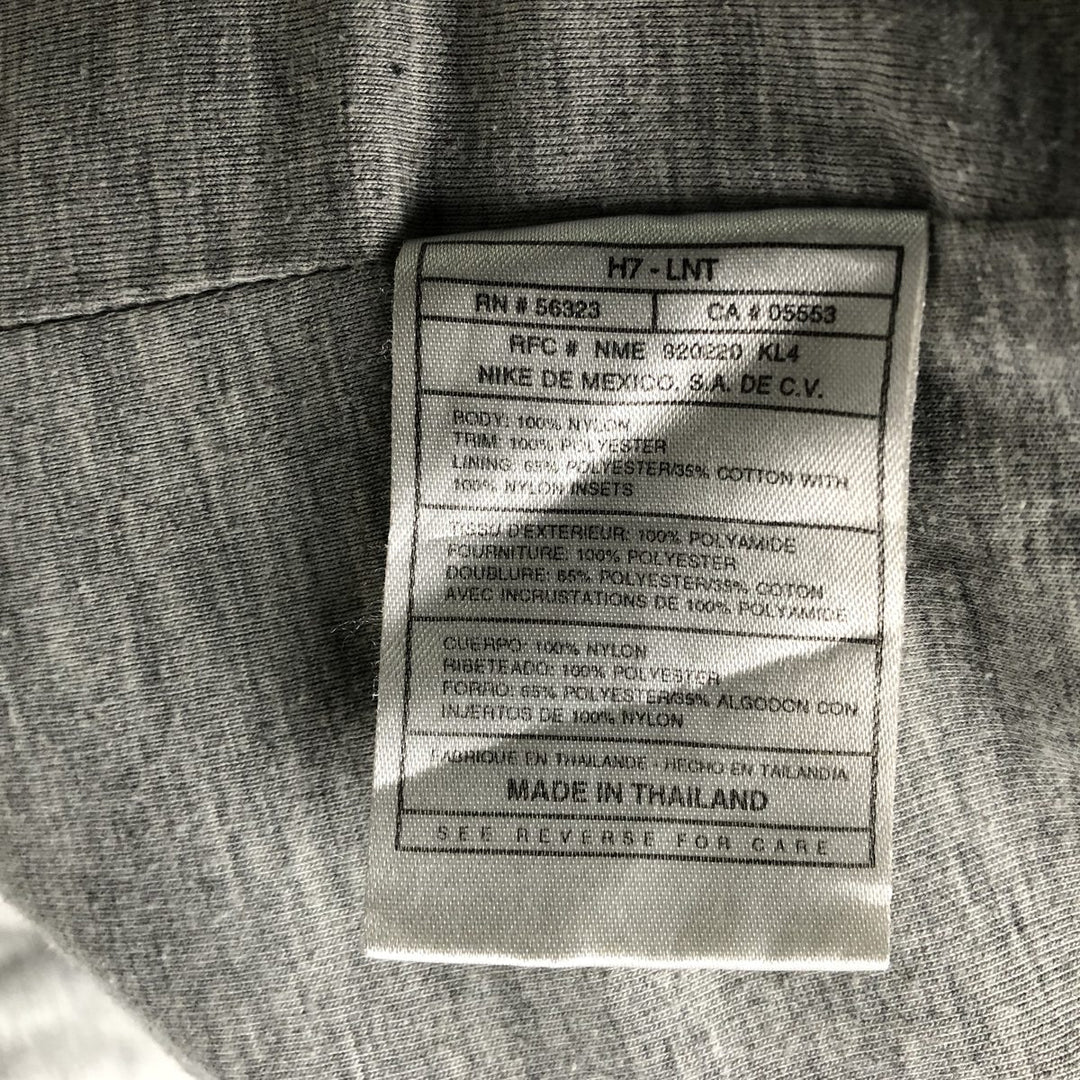 H7 - LNT
RN # 56323 CA # 05553
RFC # NME 920220 KL4
NIKE DE MEXICO, S.A. DE C.V.
BODY: 100% NYLON
TRIM: 100% POLYESTER
LINING: 65% POLYESTER/35% COTTON WITH
100% NYLON INSETS
TISSU D'EXTERIEUR: 100% POLYAMIDE
FOURNITURE: 100% POLYESTER
DOUBLURE: 65% POLYESTER/35% COTON
AVEC INCRUSTATIONS DE 100% POLYAMIDE
CUERPO: 100% NYLON
RIBETEADO: 100% POLYESTER
FORRO: 65% POLYESTER/35% ALGODON CON
INJERTOS DE 100% NYLON
FABRIQUE EN THAILANDE - HECHO EN TAILANDIA
MADE IN THAILAND
SEE REVERSE FOR CARE